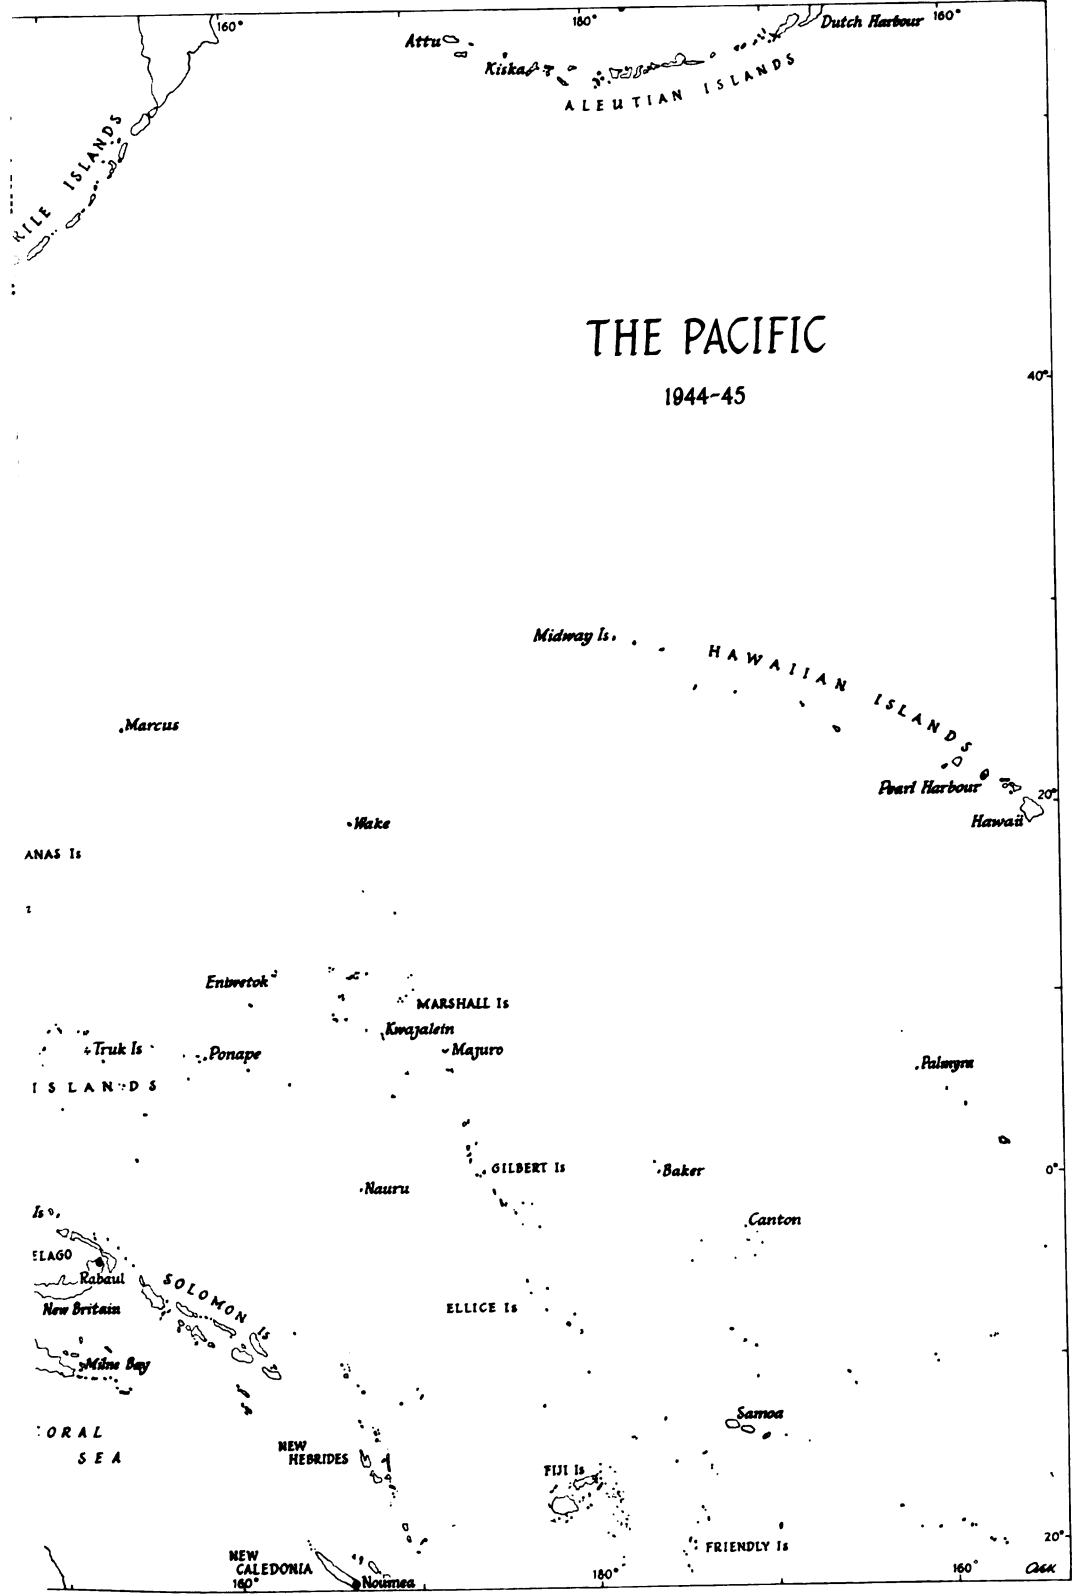 160°
180°
160°
Attu
Dutch Harbour
Kiska
ALEUTIAN ISLANDS
RILE ISLANDS
THE PACIFIC
1944-45
40°
Midway Is.
HAWAIIAN ISLANDS
Marcus
Pearl Harbour
20°
Hawaii
Wake
ANAS Is
Eniwetok
MARSHALL Is
Kwajalein
Truk Is
Ponape
Majuro
Palmyra
ISLANDS
GILBERT Is
Baker
0°
Nauru
Is
Canton
ELAGO
Rabaul
SOLOMON Is
New Britain
ELLICE Is
Milne Bay
Samoa
ORAL
SEA
NEW
HEBRIDES
FIJI Is
20°
FRIENDLY Is
NEW
CALEDONIA
Noumea
160°
180°
160°